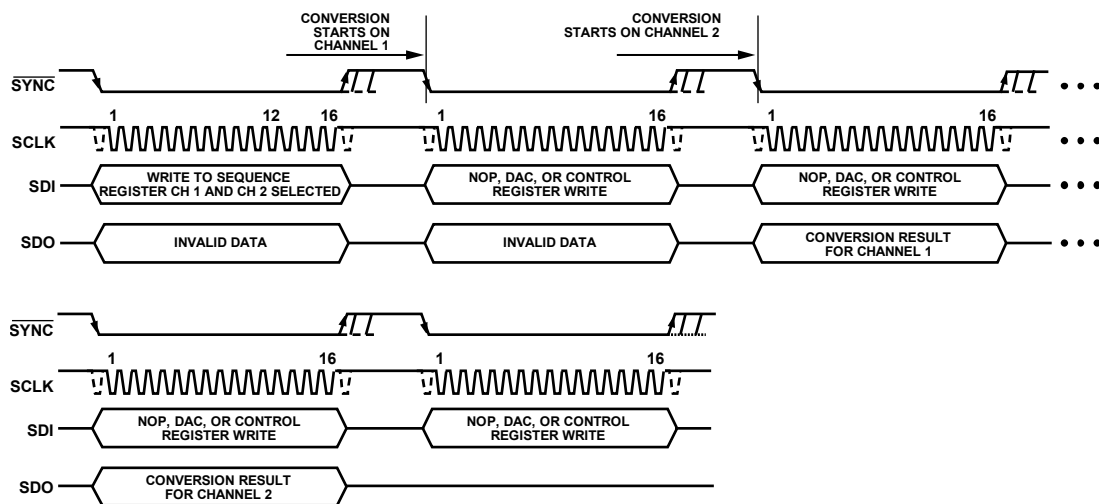 CONVERSION
STARTS ON
CHANNEL 1
CONVERSION
STARTS ON CHANNEL 2
SYNC
1 12 16 1 16 1 16
SCLK
SDI
WRITE TO SEQUENCE
REGISTER CH 1 AND CH 2 SELECTED
NOP, DAC, OR CONTROL
REGISTER WRITE
NOP, DAC, OR CONTROL
REGISTER WRITE
SDO
INVALID DATA
INVALID DATA
CONVERSION RESULT
FOR CHANNEL 1
SYNC
1 16 1 16
SCLK
SDI
NOP, DAC, OR CONTROL
REGISTER WRITE
NOP, DAC, OR CONTROL
REGISTER WRITE
SDO
CONVERSION RESULT
FOR CHANNEL 2